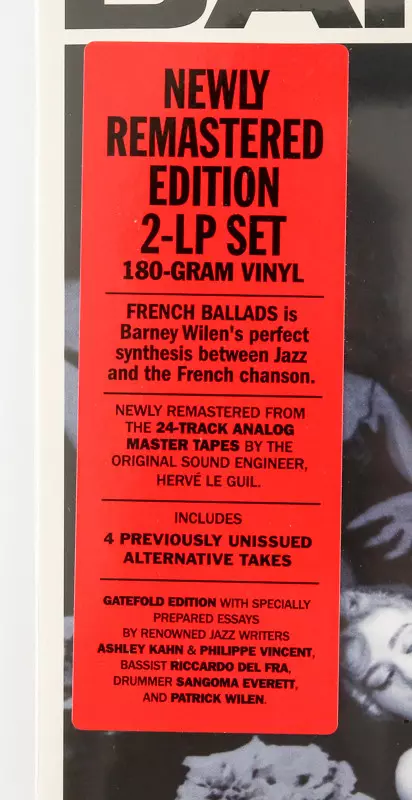 NEWLY
REMASTERED
EDITION
2-LP SET
180-GRAM VINYL
FRENCH BALLADS is
Barney Wilen's perfect
synthesis between Jazz
and the French chanson.
NEWLY REMASTERED FROM
THE 24-TRACK ANALOG
MASTER TAPES BY THE
ORIGINAL SOUND ENGINEER,
HERVÉ LE GUIL.
INCLUDES
4 PREVIOUSLY UNISSUED
ALTERNATIVE TAKES
GATEFOLD EDITION WITH SPECIALLY
PREPARED ESSAYS
BY RENOWNED JAZZ WRITERS
ASHLEY KAHN & PHILIPPE VINCENT,
BASSIST RICCARDO DEL FRA,
DRUMMER SANGOMA EVERETT,
AND PATRICK WILEN.